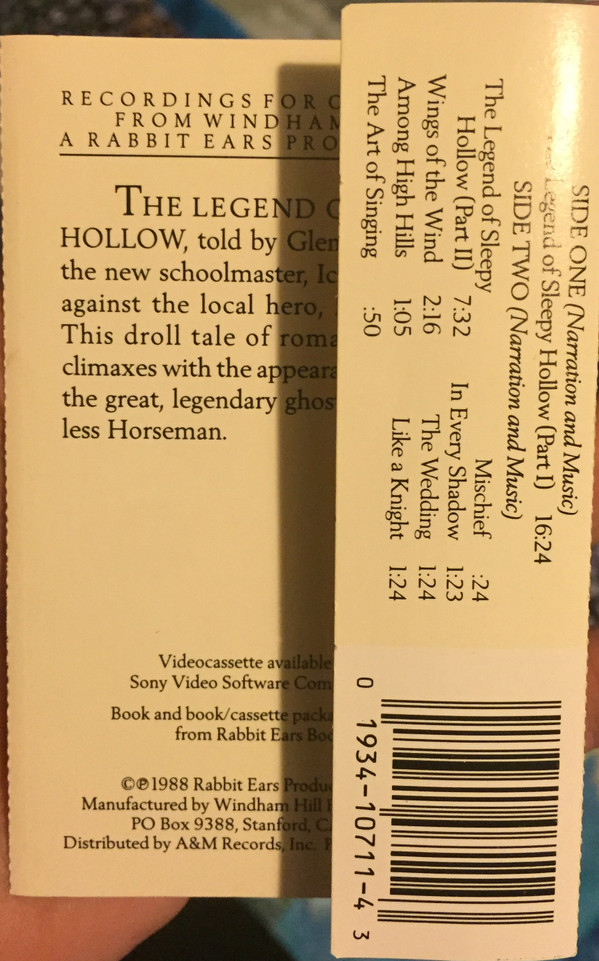 RECORDINGS FOR
FROM WINDHAM
A RABBIT EARS PRO
THE LEGEND
HOLLOW, told by Glen
the new schoolmaster, Ic
against the local hero,
This droll tale of roma
climaxes with the appeara
the great, legendary ghos
less Horseman.
Videocassette available
Sony Video Software Com
Book and book/cassette packa
from Rabbit Ears Boo
©℗1988 Rabbit Ears Produ
Manufactured by Windham Hill
PO Box 9388, Stanford, C
Distributed by A&M Records, Inc.
SIDE ONE (Narration and Music)
The Legend of Sleepy Hollow (Part I) 16:24
SIDE TWO (Narration and Music)
The Legend of Sleepy
Hollow (Part II) 7:32
Wings of the Wind 2:16
Among High Hills 1:05
The Art of Singing :50
Mischief :24
In Every Shadow 1:23
The Wedding 1:24
Like a Knight 1:24
0 1934-10711-4 3